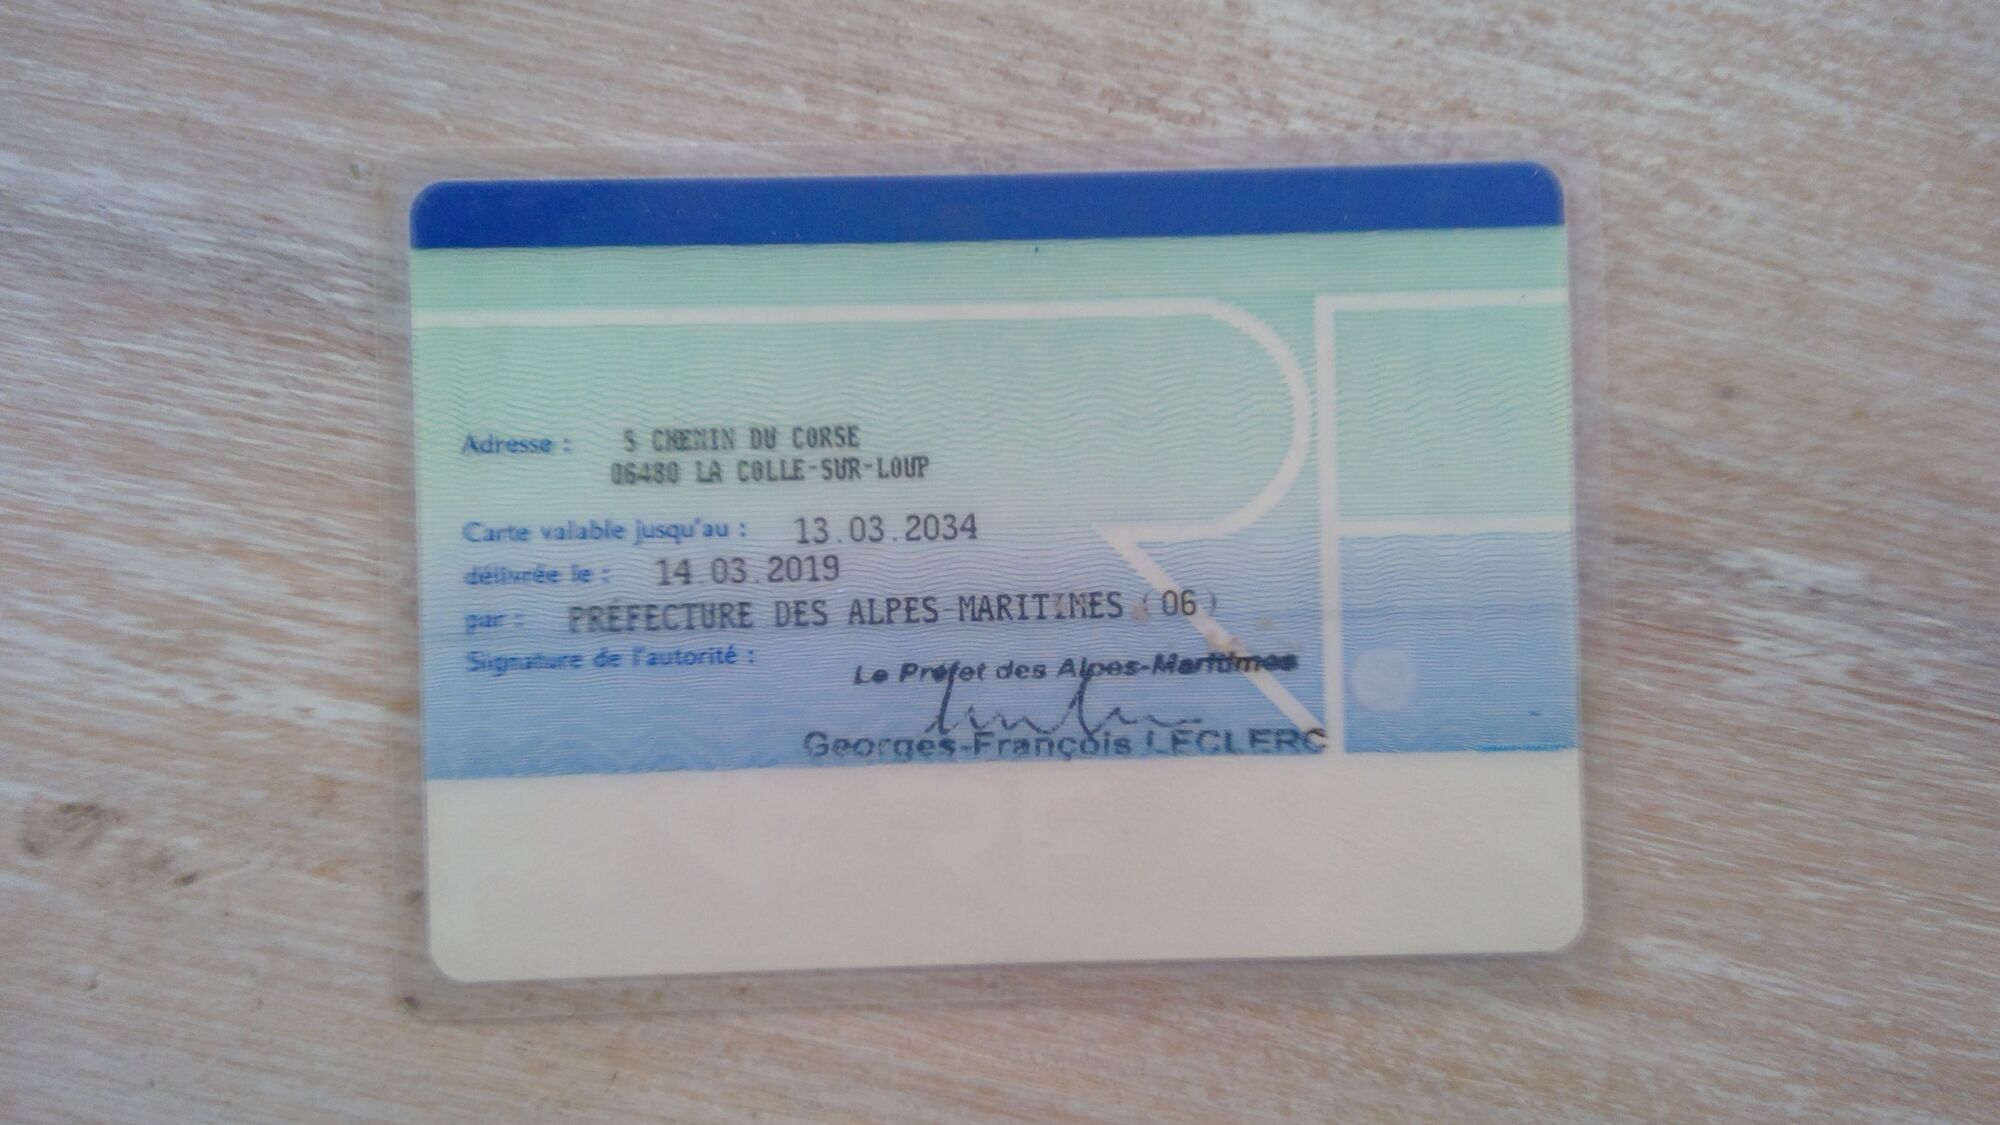 Adresse : 5 CHEMIN DU CORSE
06480 LA COLLE-SUR-LOUP
Carte valable jusqu'au : 13.03.2034
délivrée le : 14.03.2019
par : PRÉFECTURE DES ALPES-MARITIMES (06)
Signature de l'autorité :
Le Préfet des Alpes-Maritimes
Georges-François LECLERC
RF